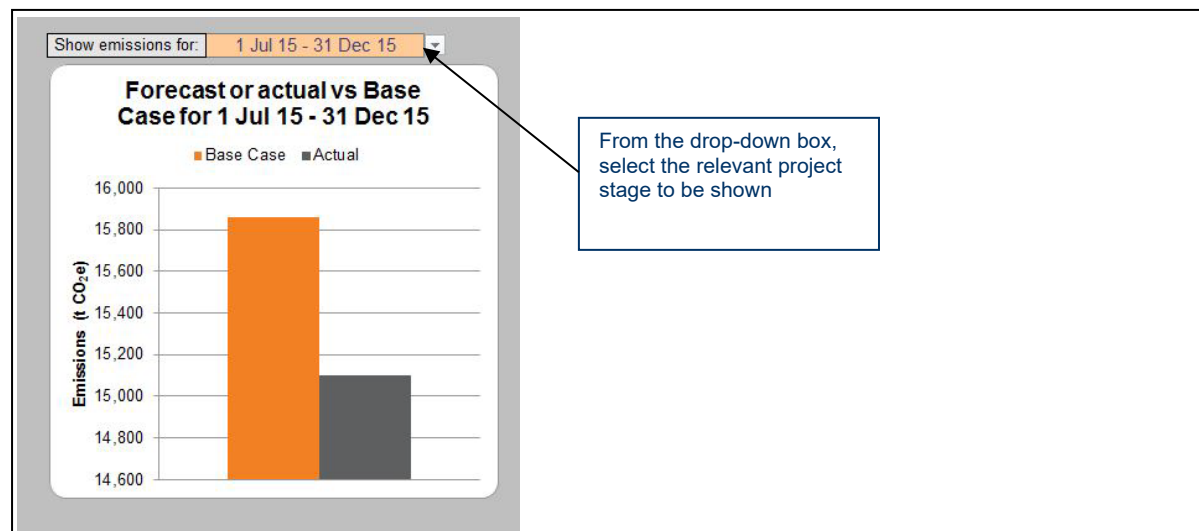 Show emissions for: 1 Jul 15 - 31 Dec 15
Forecast or actual vs Base
Case for 1 Jul 15 - 31 Dec 15
Base Case Actual
16,000
15,800
15,600
15,400
15,200
15,000
14,800
14,600
Emissions (t CO₂e)
From the drop-down box,
select the relevant project
stage to be shown